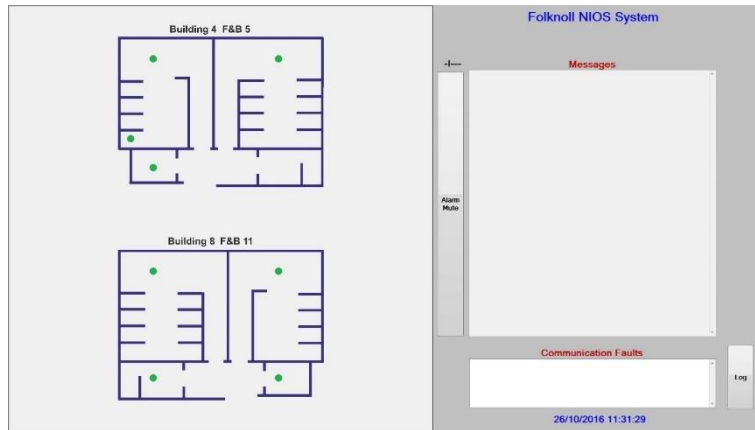 Building 4 F&B 5
Building 8 F&B 11
Folknoll NIOS System
Messages
Alarm
Mute
Communication Faults
Log
26/10/2016 11:31:29